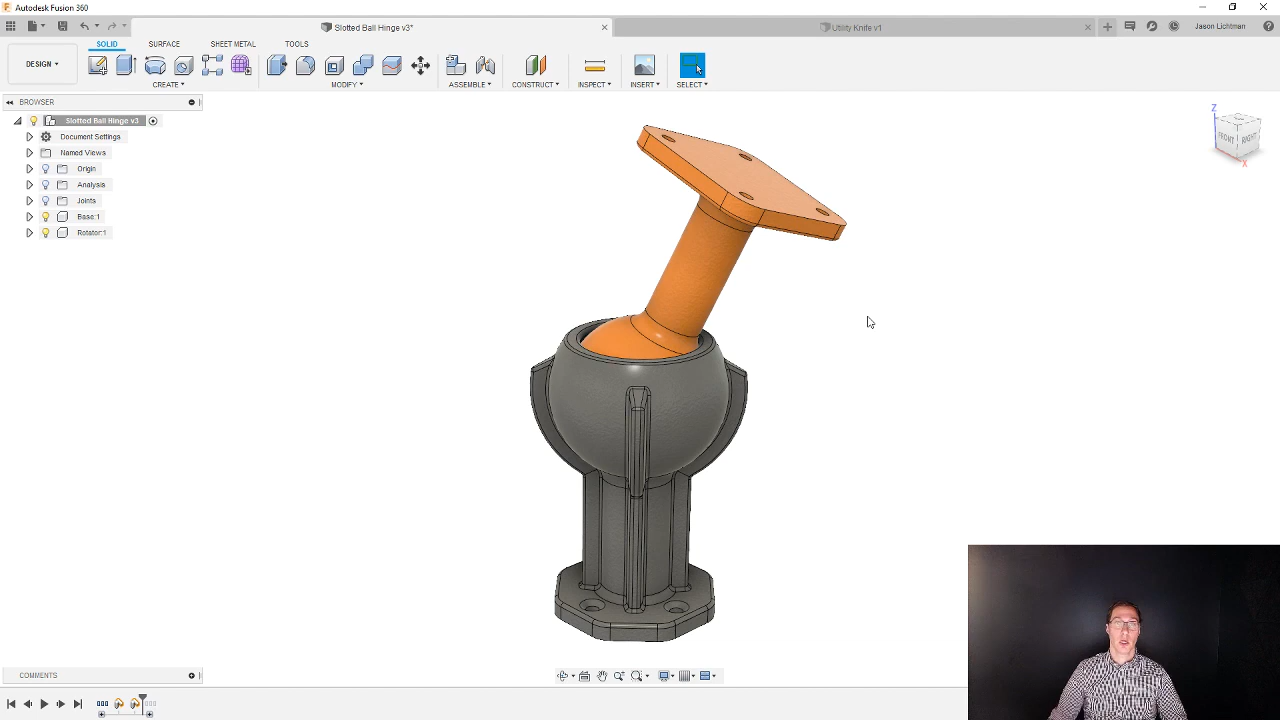 Autodesk Fusion 360
Slotted Ball Hinge v3*
Utility Knife v1
Jason Lichtman
DESIGN
SOLID
SURFACE
SHEET METAL
TOOLS
CREATE
MODIFY
ASSEMBLE
CONSTRUCT
INSPECT
INSERT
SELECT
BROWSER
Slotted Ball Hinge v3
Document Settings
Named Views
Origin
Analysis
Joints
Base:1
Rotator:1
Z
FRONT
RIGHT
X
COMMENTS